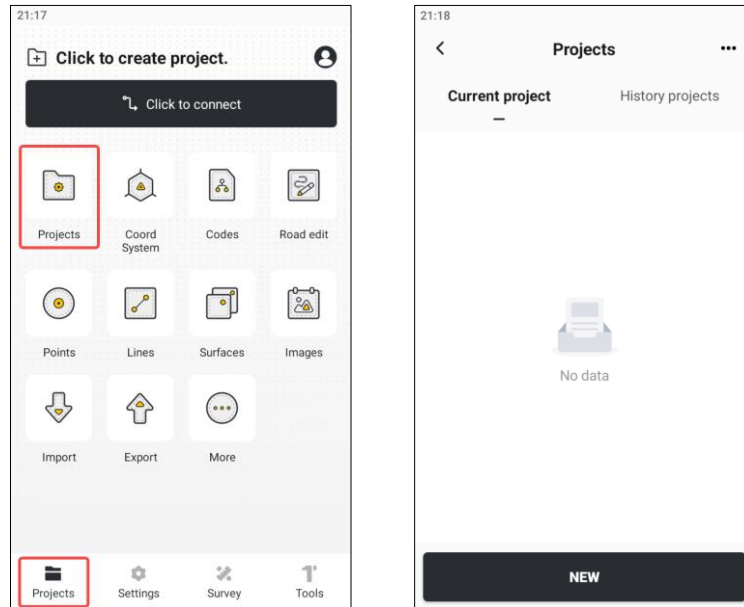 21:17
Click to create project.
Click to connect
Projects
Coord
System
Codes
Road edit
Points
Lines
Surfaces
Images
Import
Export
More
Projects
Settings
Survey
Tools
21:18
Projects
Current project
History projects
No data
NEW